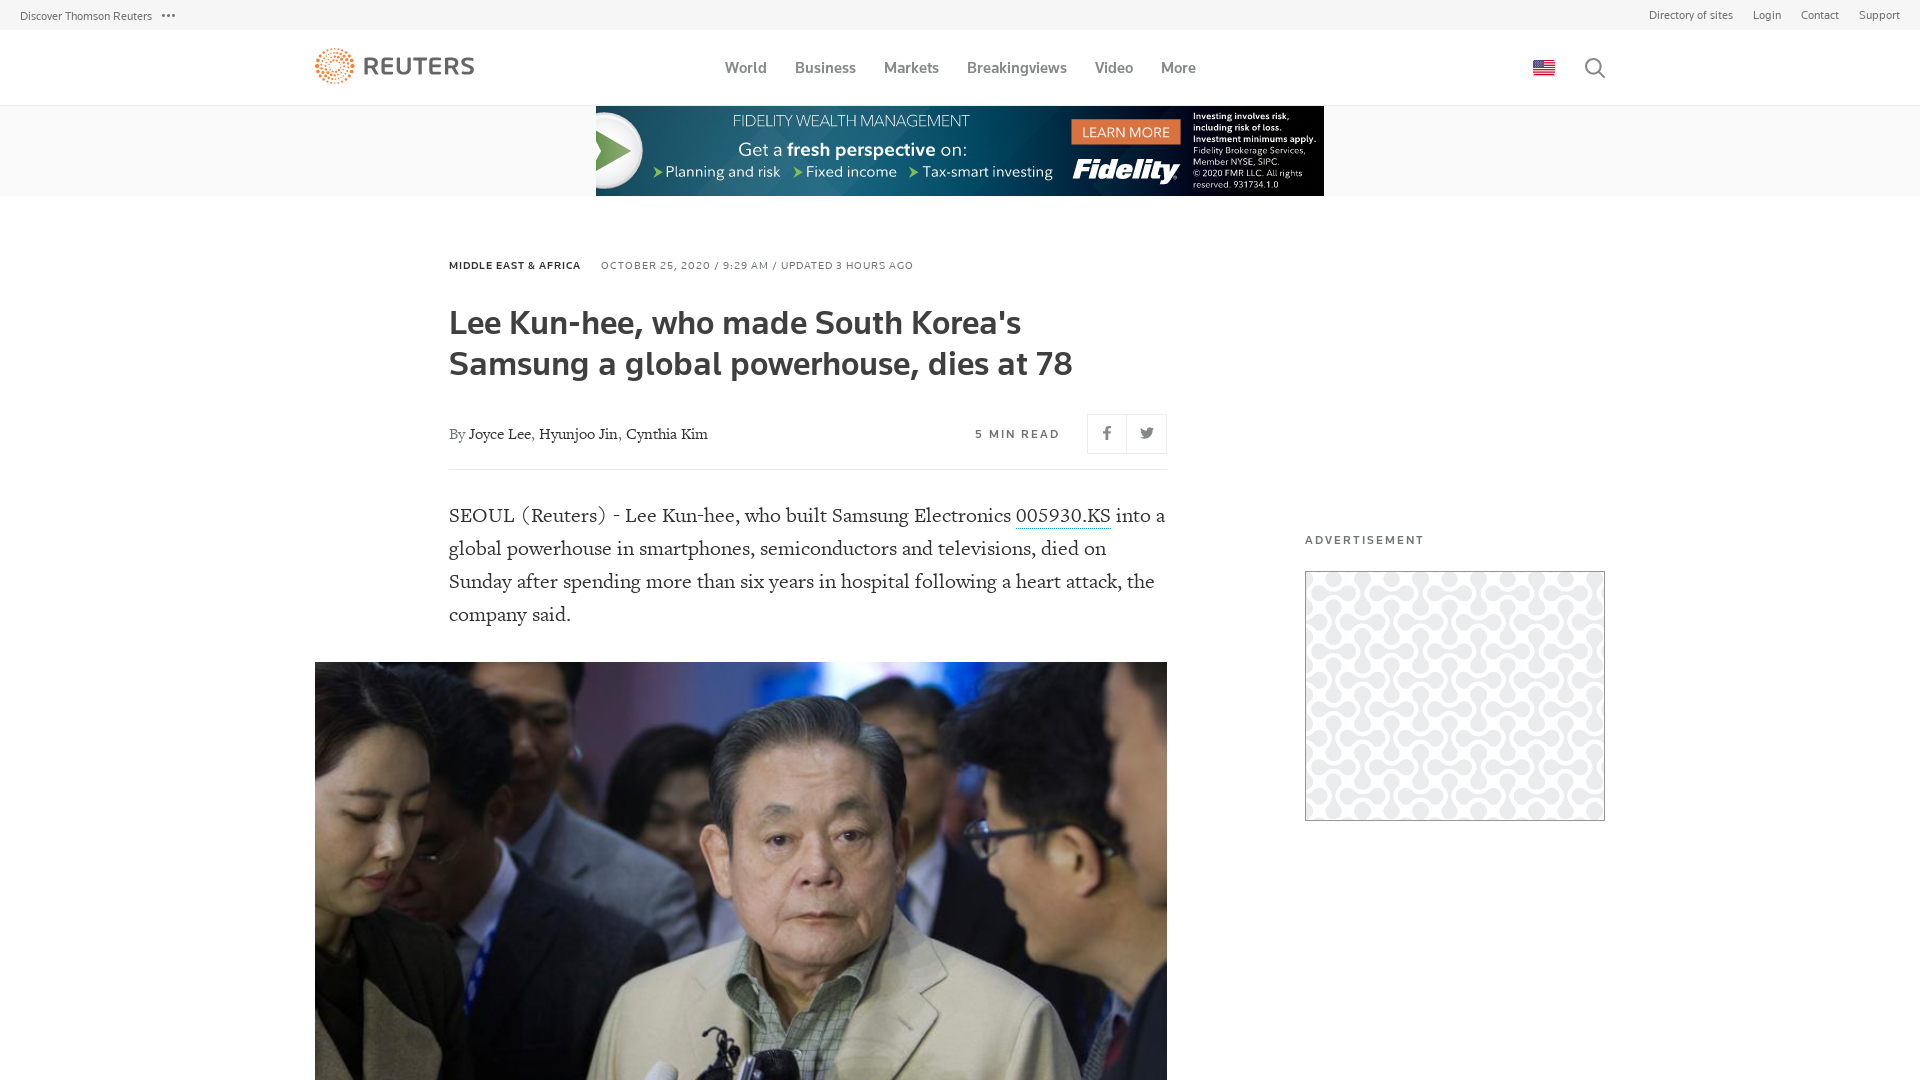 Discover Thomson Reuters
Directory of sites Login Contact Support
REUTERS
World Business Markets Breakingviews Video More
FIDELITY WEALTH MANAGEMENT
Get a fresh perspective on:
Planning and risk Fixed income Tax-smart investing
LEARN MORE
Fidelity
Investing involves risk,
including risk of loss.
Investment minimums apply.
Fidelity Brokerage Services,
Member NYSE, SIPC.
© 2020 FMR LLC. All rights
reserved. 931734.1.0
MIDDLE EAST & AFRICA OCTOBER 25, 2020 / 9:29 AM / UPDATED 3 HOURS AGO
Lee Kun-hee, who made South Korea's
Samsung a global powerhouse, dies at 78
By Joyce Lee, Hyunjoo Jin, Cynthia Kim
5 MIN READ
SEOUL (Reuters) - Lee Kun-hee, who built Samsung Electronics 005930.KS into a
global powerhouse in smartphones, semiconductors and televisions, died on
Sunday after spending more than six years in hospital following a heart attack, the
company said.
ADVERTISEMENT